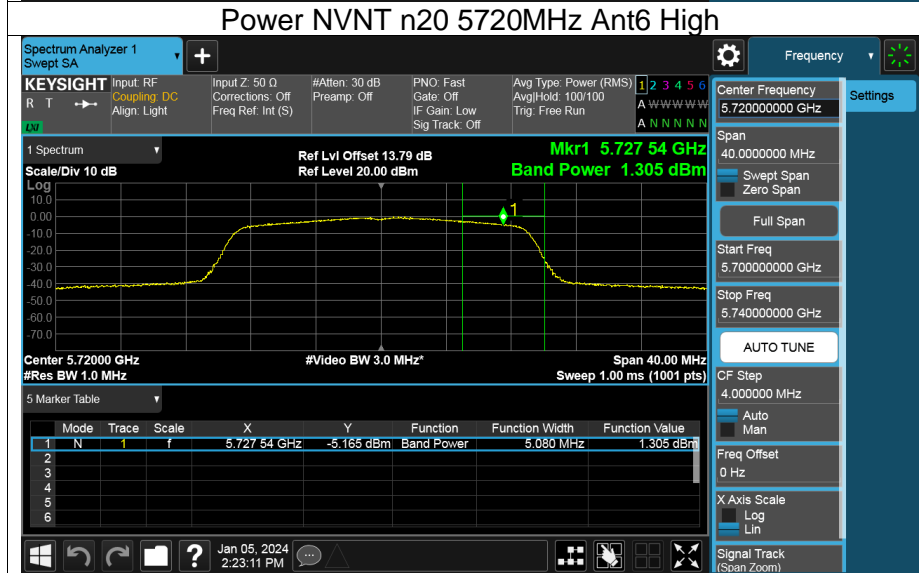 Power NVNT n20 5720MHz Ant6 High
Spectrum Analyzer 1
Swept SA
+
Frequency
KEYSIGHT
R T
LXI
Input: RF
Coupling: DC
Align: Light
Input Z: 50 Ω
Corrections: Off
Freq Ref: Int (S)
#Atten: 30 dB
Preamp: Off
PNO: Fast
Gate: Off
IF Gain: Low
Sig Track: Off
Avg Type: Power (RMS)
Avg|Hold: 100/100
Trig: Free Run
1 2 3 4 5 6
A W W W W W
A N N N N N
1 Spectrum
Scale/Div 10 dB
Ref Lvl Offset 13.79 dB
Ref Level 20.00 dBm
Mkr1 5.727 54 GHz
Band Power 1.305 dBm
Log
10.0
0.00
-10.0
-20.0
-30.0
-40.0
-50.0
-60.0
-70.0
1
Center 5.72000 GHz
#Res BW 1.0 MHz
#Video BW 3.0 MHz*
Span 40.00 MHz
Sweep 1.00 ms (1001 pts)
5 Marker Table
Mode Trace Scale X Y Function Function Width Function Value
1 N 1 f 5.727 54 GHz -5.165 dBm Band Power 5.080 MHz 1.305 dBm
2
3
4
5
6
?
Jan 05, 2024
2:23:11 PM
Center Frequency
5.720000000 GHz
Settings
Span
40.0000000 MHz
Swept Span
Zero Span
Full Span
Start Freq
5.700000000 GHz
Stop Freq
5.740000000 GHz
AUTO TUNE
CF Step
4.000000 MHz
Auto
Man
Freq Offset
0 Hz
X Axis Scale
Log
Lin
Signal Track
(Span Zoom)